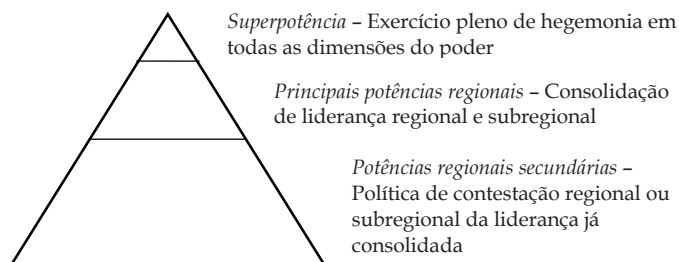 Superpotência – Exercício pleno de hegemonia em
todas as dimensões do poder
Principais potências regionais – Consolidação
de liderança regional e subregional
Potências regionais secundárias –
Política de contestação regional ou
subregional da liderança já
consolidada